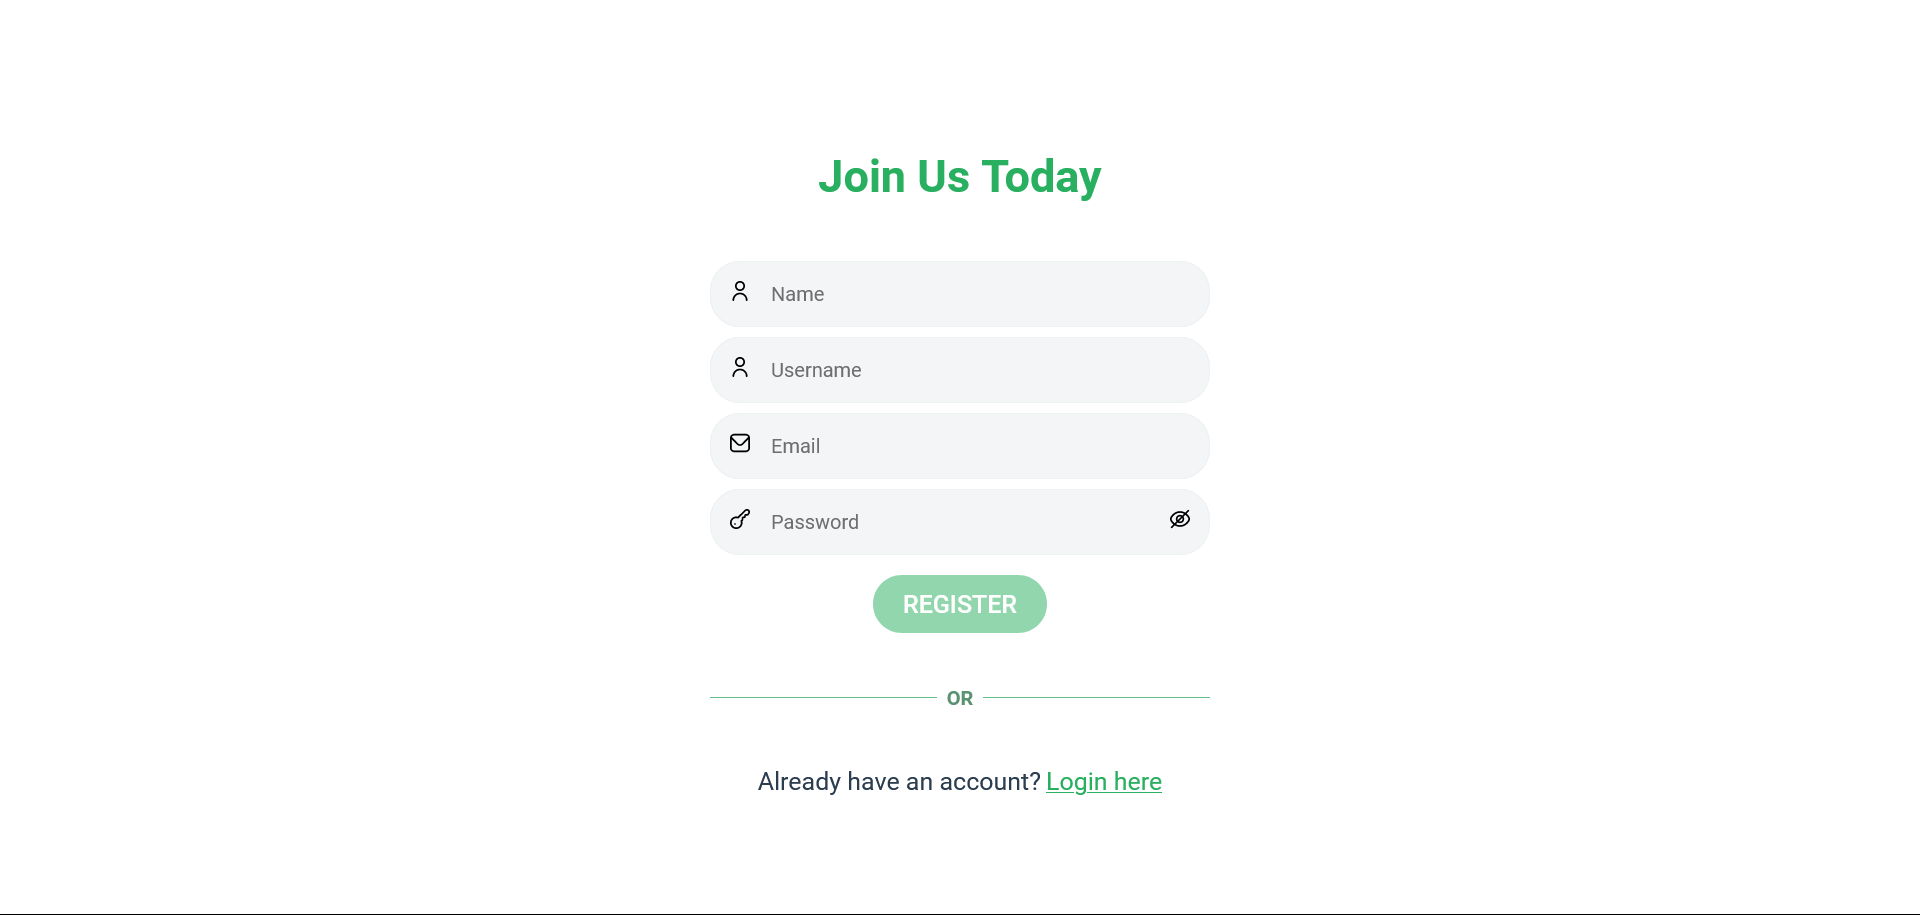 Join Us Today
Name
Username
Email
Password
REGISTER
OR
Already have an account? Login here